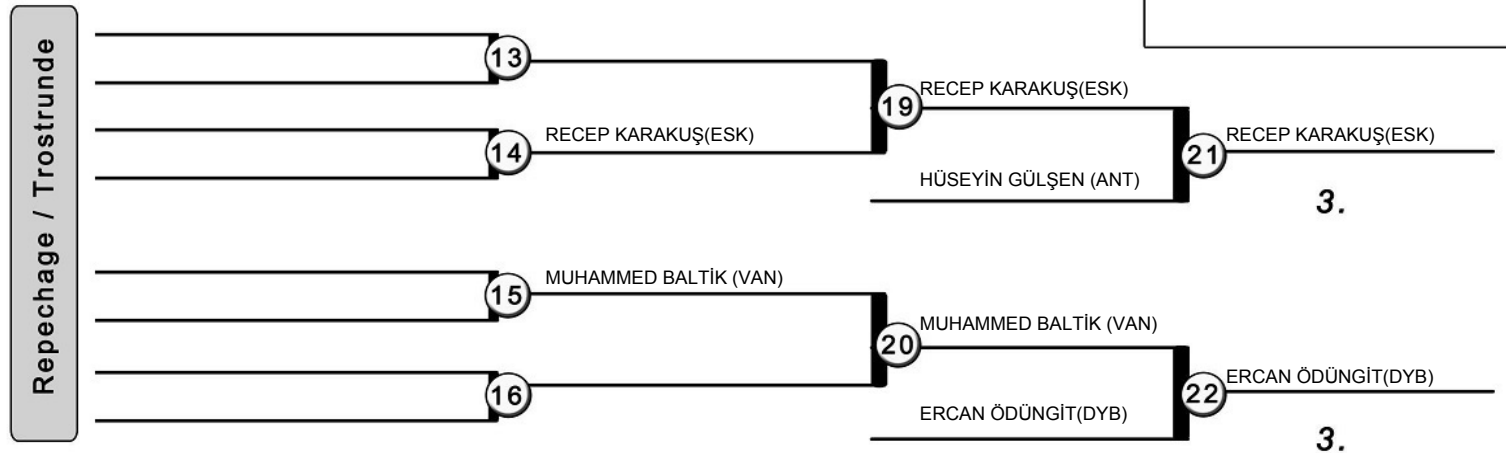 Repechage / Trostrunde
13
RECEP KARAKUŞ(ESK)
19
RECEP KARAKUŞ(ESK)
14
21
RECEP KARAKUŞ(ESK)
HÜSEYİN GÜLŞEN (ANT)
3.
MUHAMMED BALTİK (VAN)
15
MUHAMMED BALTİK (VAN)
20
ERCAN ÖDÜNGİT(DYB)
22
16
ERCAN ÖDÜNGİT(DYB)
3.